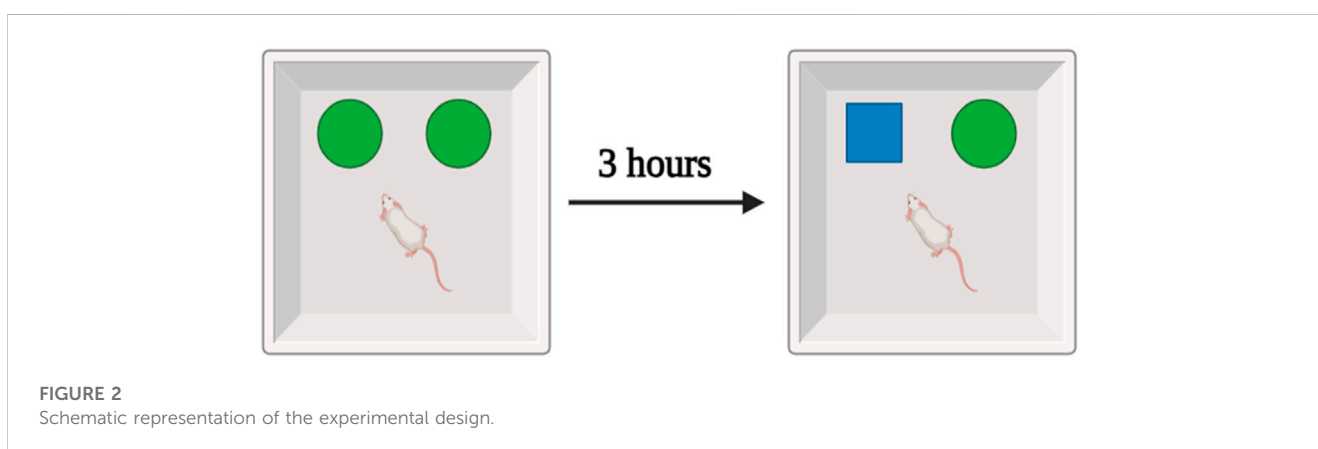 3 hours
FIGURE 2
Schematic representation of the experimental design.